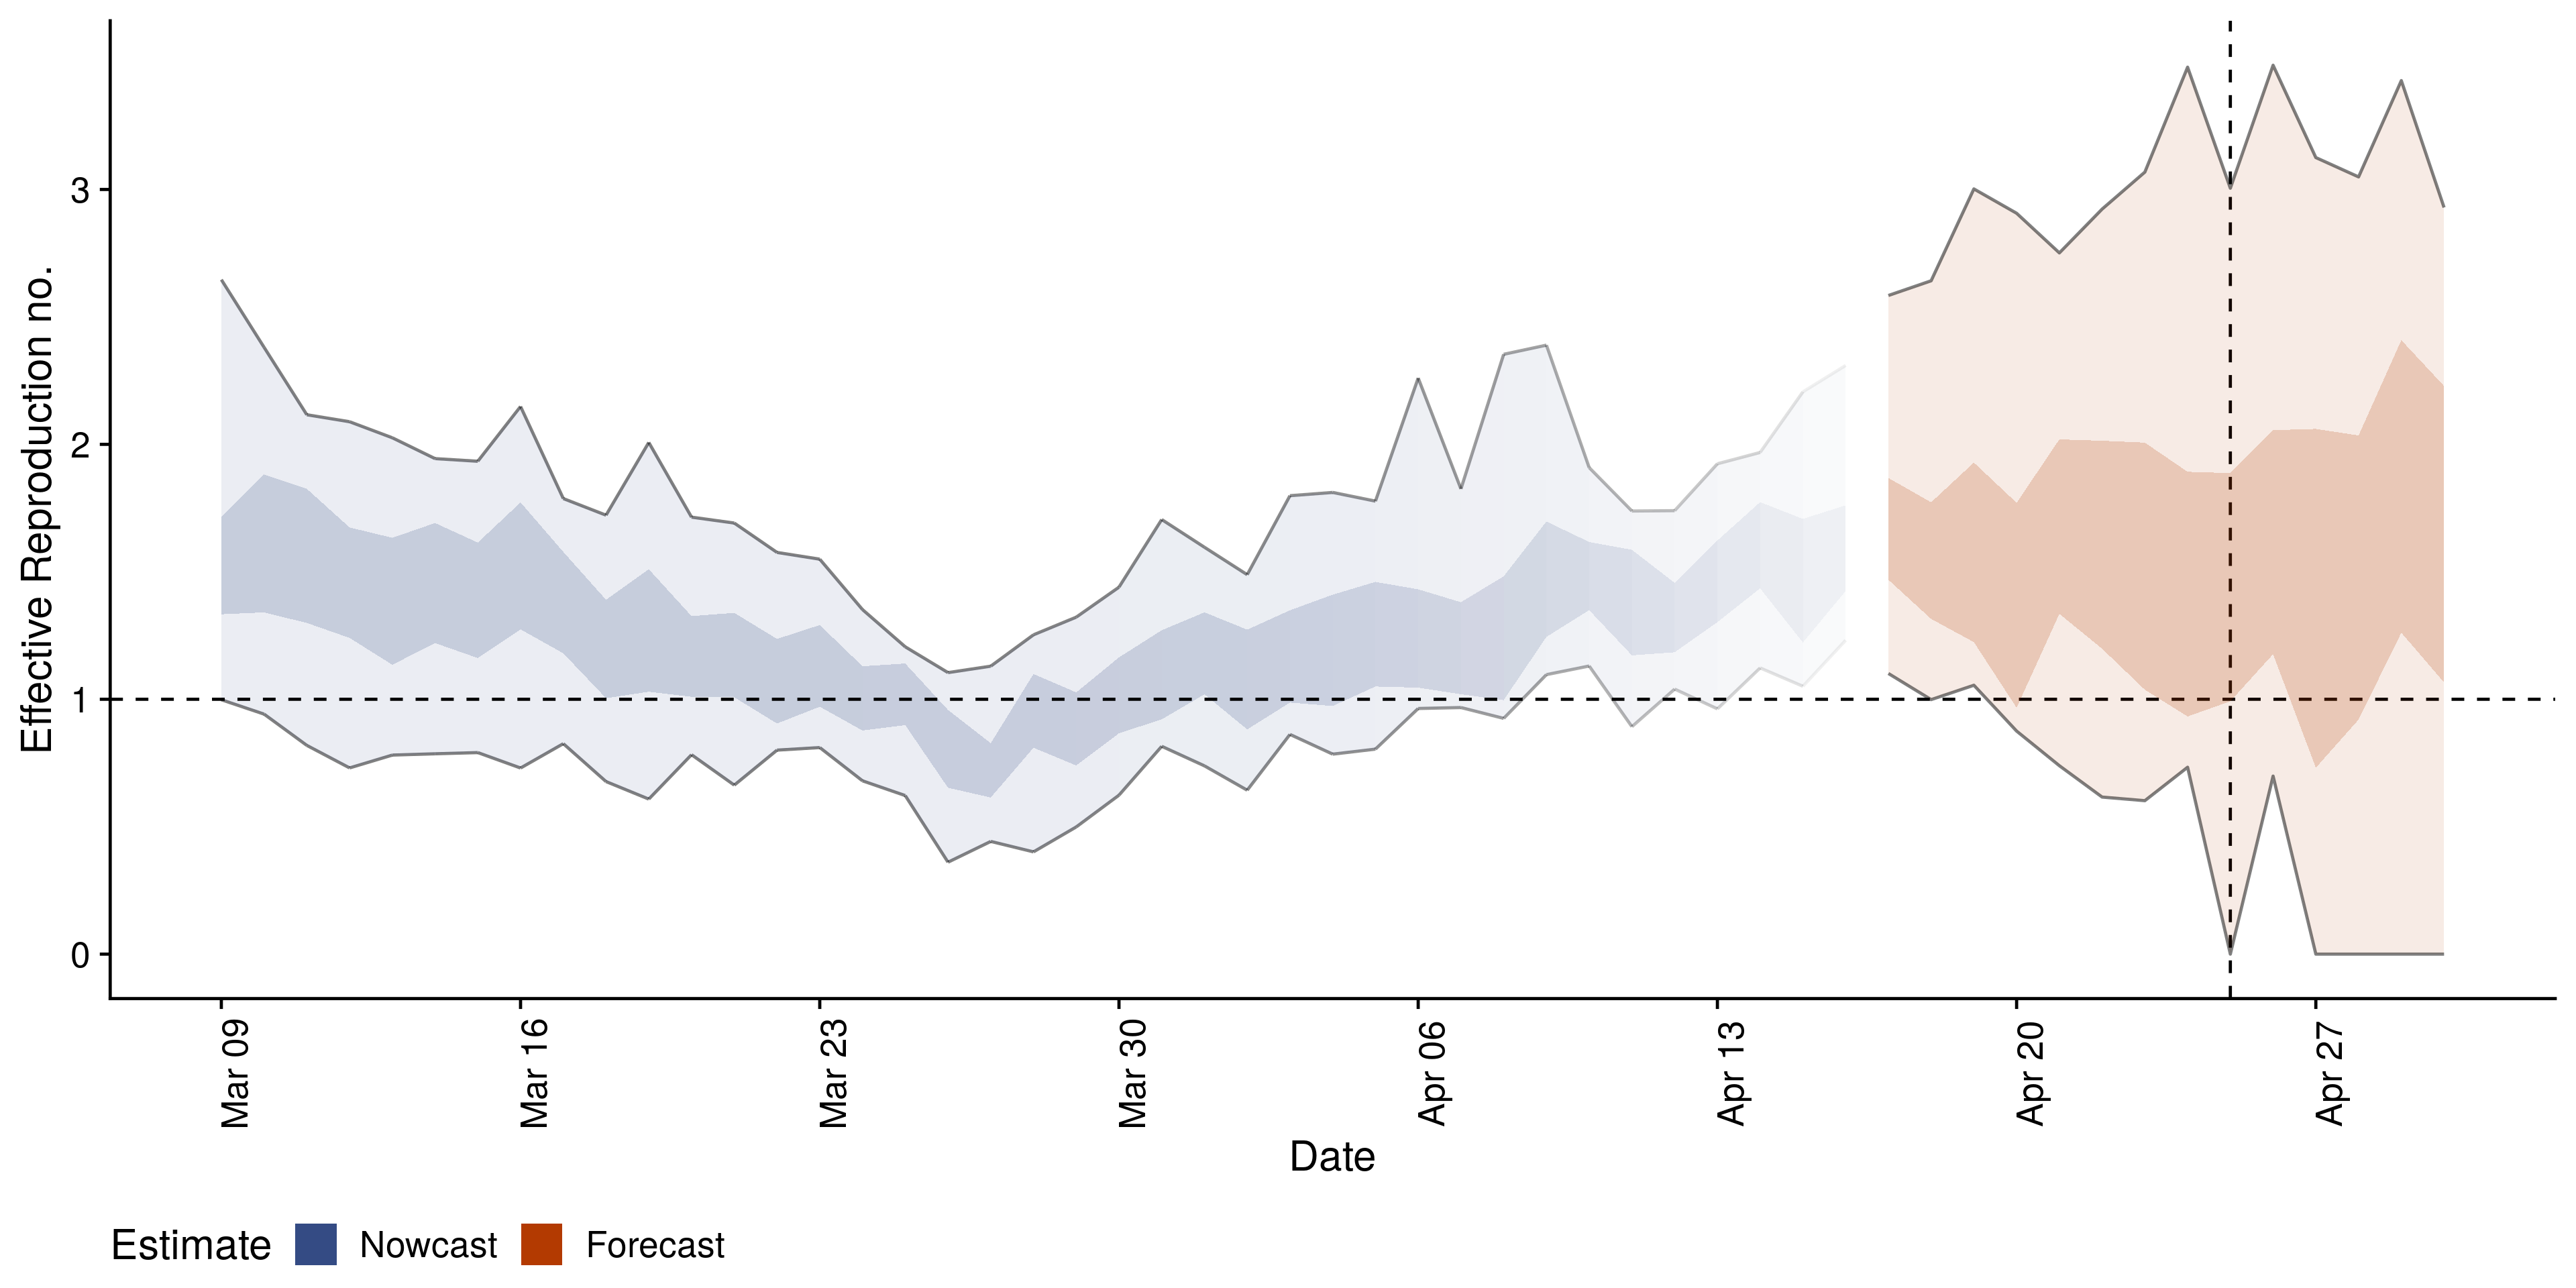 Effective Reproduction no.
3
2
1
0
Mar 09
Mar 16
Mar 23
Mar 30
Apr 06
Apr 13
Apr 20
Apr 27
Date
Estimate Nowcast Forecast